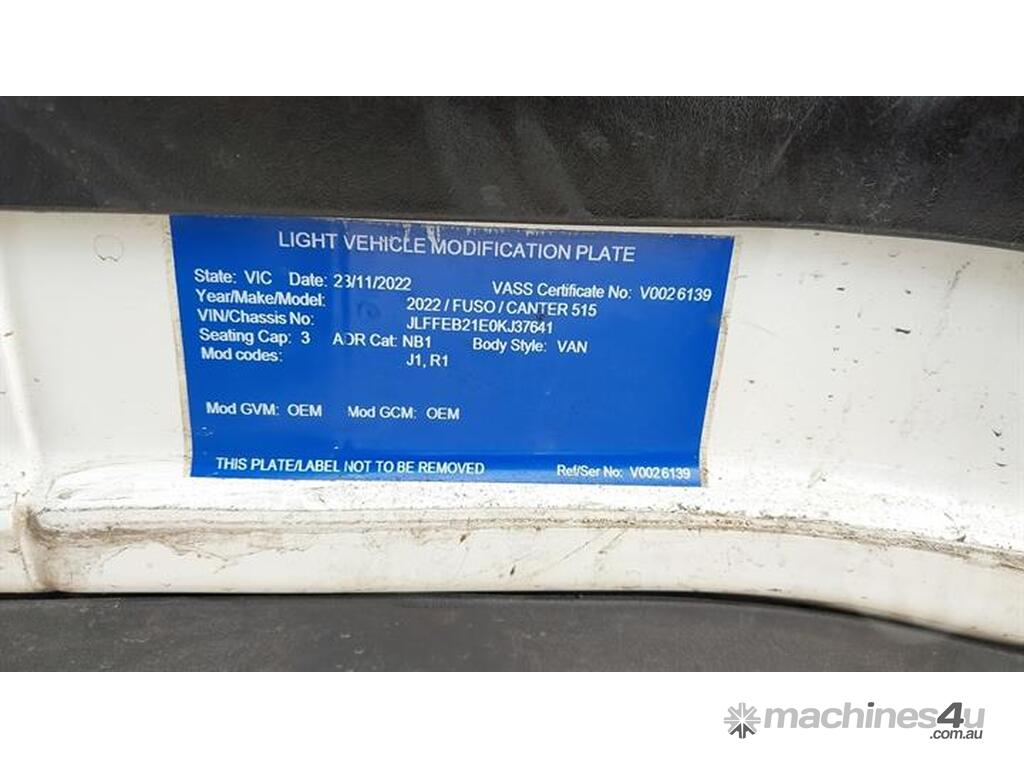 LIGHT VEHICLE MODIFICATION PLATE
State: VIC Date: 23/11/2022 VASS Certificate No: V0026139
Year/Make/Model: 2022 / FUSO / CANTER 515
VIN/Chassis No: JLFFEB21E0KJ37641
Seating Cap: 3 ADR Cat: NB1 Body Style: VAN
Mod codes: J1, R1
Mod GVM: OEM Mod GCM: OEM
THIS PLATE/LABEL NOT TO BE REMOVED Ref/Ser No: V0026139
machines4u
.com.au